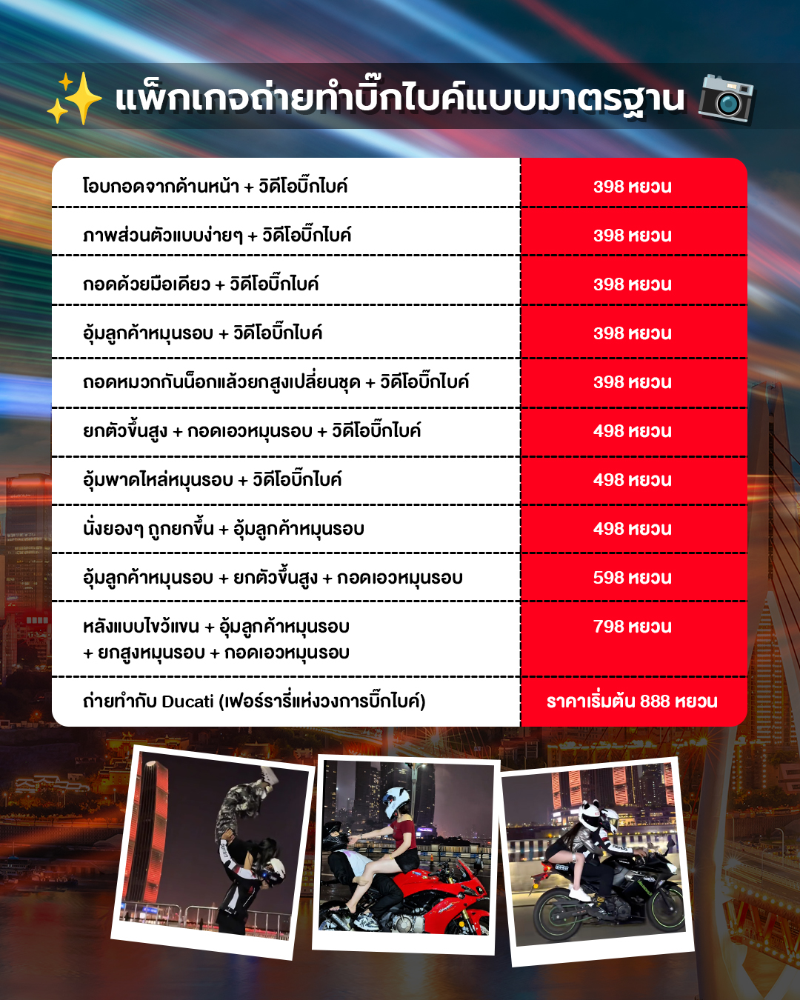 แพ็กเกจถ่ายทำบิ๊กไบค์แบบมาตรฐาน
โอบกอดจากด้านหน้า + วิดีโอบิ๊กไบค์ 398 หยวน
ภาพส่วนตัวแบบง่ายๆ + วิดีโอบิ๊กไบค์ 398 หยวน
กอดด้วยมือเดียว + วิดีโอบิ๊กไบค์ 398 หยวน
อุ้มลูกค้าหมุนรอบ + วิดีโอบิ๊กไบค์ 398 หยวน
ถอดหมวกกันน็อกแล้วยกสูงเปลี่ยนชุด + วิดีโอบิ๊กไบค์ 398 หยวน
ยกตัวขึ้นสูง + กอดเอวหมุนรอบ + วิดีโอบิ๊กไบค์ 498 หยวน
อุ้มพาดไหล่หมุนรอบ + วิดีโอบิ๊กไบค์ 498 หยวน
นั่งยองๆ ถูกยกขึ้น + อุ้มลูกค้าหมุนรอบ 498 หยวน
อุ้มลูกค้าหมุนรอบ + ยกตัวขึ้นสูง + กอดเอวหมุนรอบ 598 หยวน
หลังแบบไขว้แขน + อุ้มลูกค้าหมุนรอบ 798 หยวน
+ ยกสูงหมุนรอบ + กอดเอวหมุนรอบ
ถ่ายทำกับ Ducati (เฟอร์รารี่แห่งวงการบิ๊กไบค์) ราคาเริ่มต้น 888 หยวน